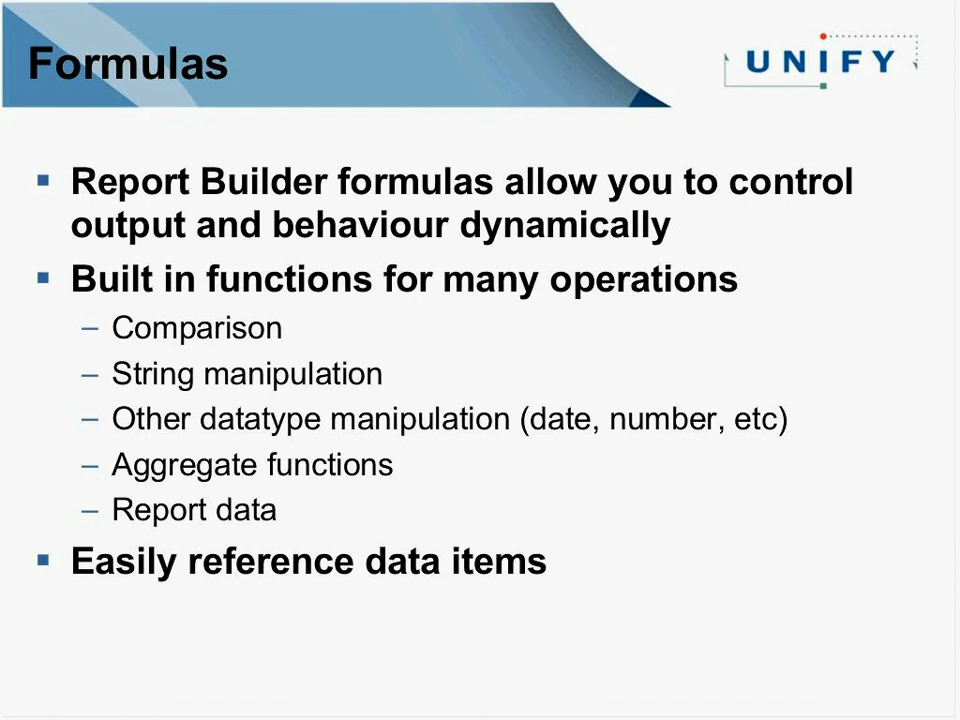 Formulas
UNIFY
▪ Report Builder formulas allow you to control
output and behaviour dynamically
▪ Built in functions for many operations
– Comparison
– String manipulation
– Other datatype manipulation (date, number, etc)
– Aggregate functions
– Report data
▪ Easily reference data items